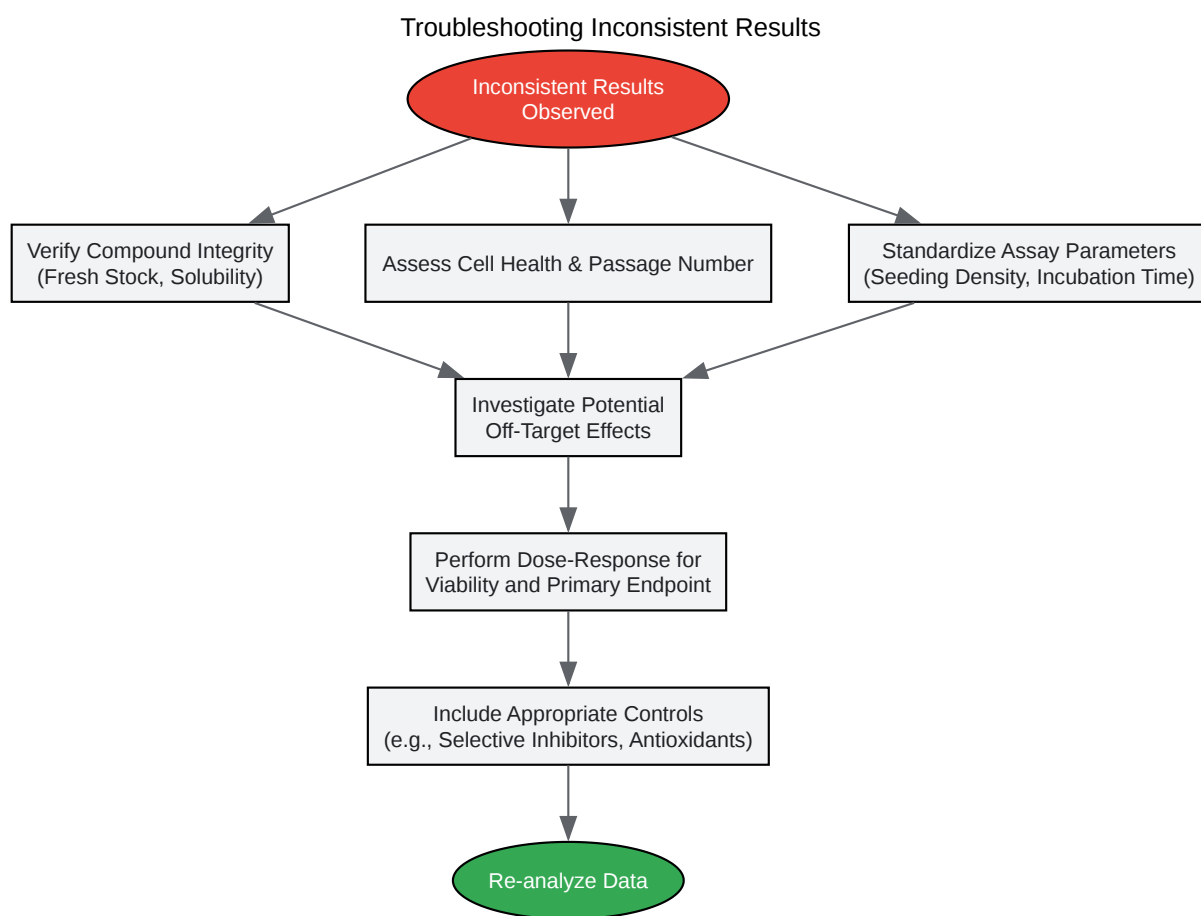 Troubleshooting Inconsistent Results
Inconsistent Results
Observed
Verify Compound Integrity
(Fresh Stock, Solubility)
Assess Cell Health & Passage Number
Standardize Assay Parameters
(Seeding Density, Incubation Time)
Investigate Potential
Off-Target Effects
Perform Dose-Response for
Viability and Primary Endpoint
Include Appropriate Controls
(e.g., Selective Inhibitors, Antioxidants)
Re-analyze Data